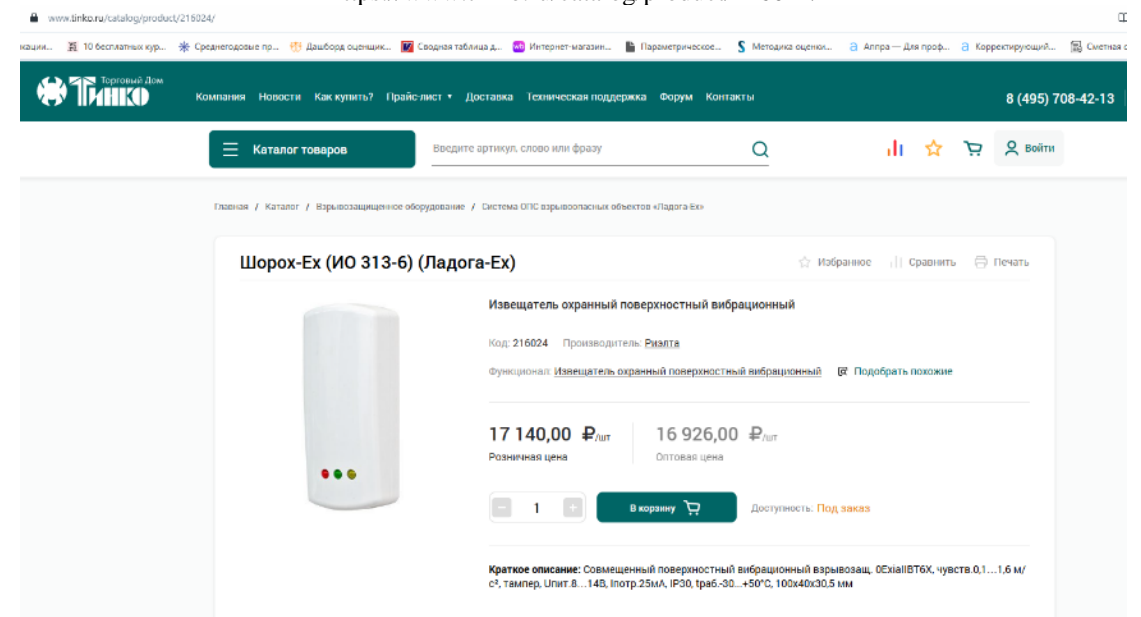 www.tinko.ru/catalog/product/216024/
10 бесплатных кур... Среднегодовые пр... Дашборд оценщик... Сводная таблица д... Интернет-магазин... Параметрическое... Методика оценки... Аппра — Для проф... Корректирующий...
Торговый Дом
Тинко
Компания Новости Как купить? Прайс-лист Доставка Техническая поддержка Форум Контакты 8 (495) 708-42-13
Каталог товаров Введите артикул, слово или фразу Войти
Главная / Каталог / Взрывозащищенное оборудование / Система ОПС взрывоопасных объектов «Ладога-Ex»
Шорох-Ex (ИО 313-6) (Ладога-Ex) Избранное Сравнить Печать
Извещатель охранный поверхностный вибрационный
Код: 216024 Производитель: Риэлта
Функционал: Извещатель охранный поверхностный вибрационный Подобрать похожие
17 140,00 ₽/шт 16 926,00 ₽/шт
Розничная цена Оптовая цена
1 В корзину Доступность: Под заказ
Краткое описание: Совмещенный поверхностный вибрационный взрывозащ. 0ExiaIIBT6X, чувств.0,1...1,6 м/
с², тампер, Uпит.8...14В, Iпотр.25мА, IP30, tраб.-30...+50°С, 100х40х30,5 мм